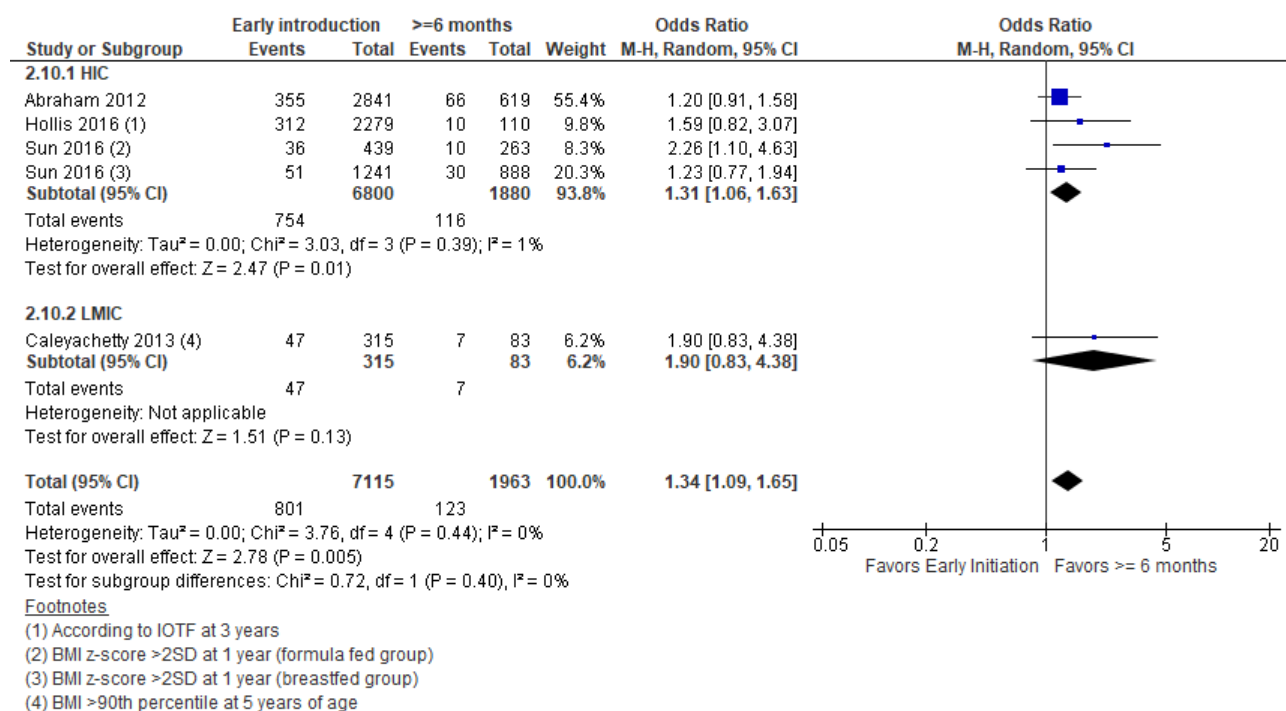 Early introduction >=6 months Odds Ratio Odds Ratio
Study or Subgroup Events Total Events Total Weight M-H, Random, 95% CI M-H, Random, 95% CI
2.10.1 HIC
Abraham 2012 355 2841 66 619 55.4% 1.20 [0.91, 1.58]
Hollis 2016 (1) 312 2279 10 110 9.8% 1.59 [0.82, 3.07]
Sun 2016 (2) 36 439 10 263 8.3% 2.26 [1.10, 4.63]
Sun 2016 (3) 51 1241 30 888 20.3% 1.23 [0.77, 1.94]
Subtotal (95% CI) 6800 1880 93.8% 1.31 [1.06, 1.63]
Total events 754 116
Heterogeneity: Tau² = 0.00; Chi² = 3.03, df = 3 (P = 0.39); I² = 1%
Test for overall effect: Z = 2.47 (P = 0.01)
2.10.2 LMIC
Caleyachetty 2013 (4) 47 315 7 83 6.2% 1.90 [0.83, 4.38]
Subtotal (95% CI) 315 83 6.2% 1.90 [0.83, 4.38]
Total events 47 7
Heterogeneity: Not applicable
Test for overall effect: Z = 1.51 (P = 0.13)
Total (95% CI) 7115 1963 100.0% 1.34 [1.09, 1.65]
Total events 801 123
Heterogeneity: Tau² = 0.00; Chi² = 3.76, df = 4 (P = 0.44); I² = 0%
Test for overall effect: Z = 2.78 (P = 0.005)
Test for subgroup differences: Chi² = 0.72, df = 1 (P = 0.40), I² = 0%
0.05 0.2 1 5 20
Favors Early Initiation Favors >= 6 months
Footnotes
(1) According to IOTF at 3 years
(2) BMI z-score >2SD at 1 year (formula fed group)
(3) BMI z-score >2SD at 1 year (breastfed group)
(4) BMI >90th percentile at 5 years of age